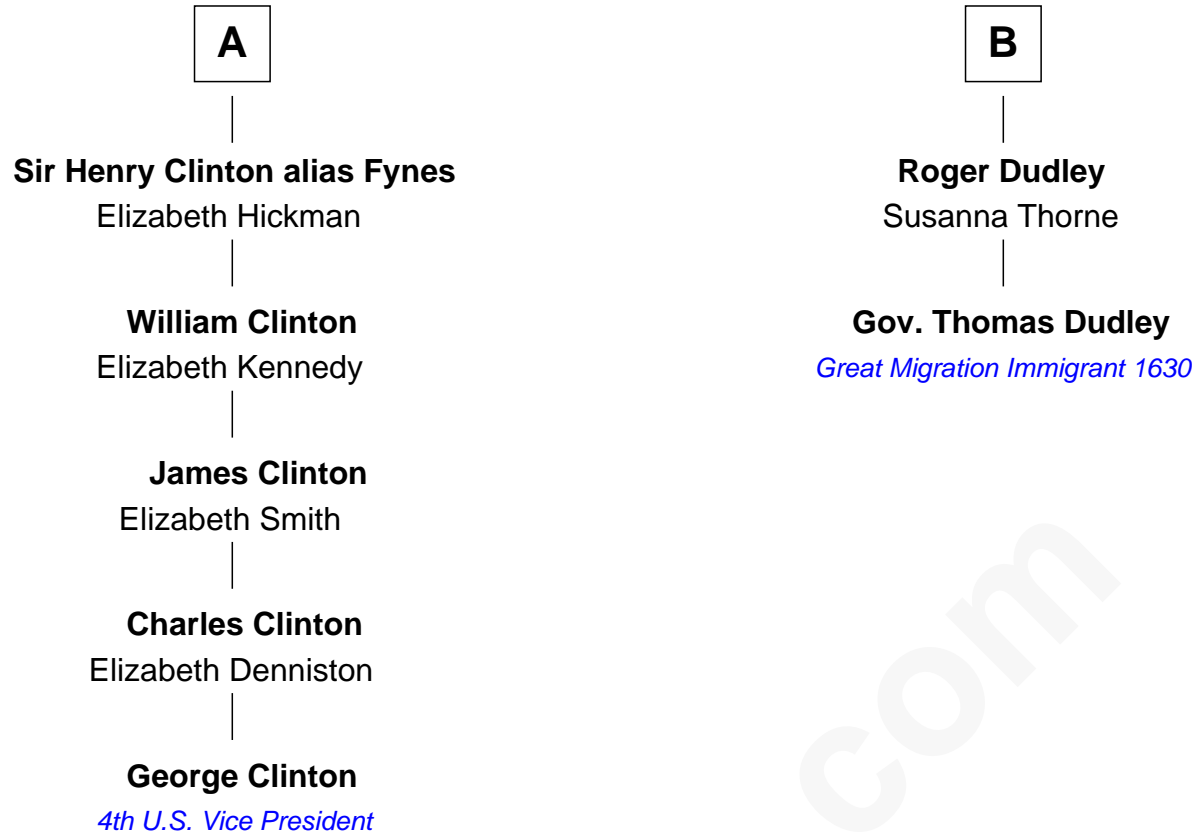 A
Sir Henry Clinton alias Fynes
Elizabeth Hickman
William Clinton
Elizabeth Kennedy
James Clinton
Elizabeth Smith
Charles Clinton
Elizabeth Denniston
George Clinton
4th U.S. Vice President
B
Roger Dudley
Susanna Thorne
Gov. Thomas Dudley
Great Migration Immigrant 1630
com